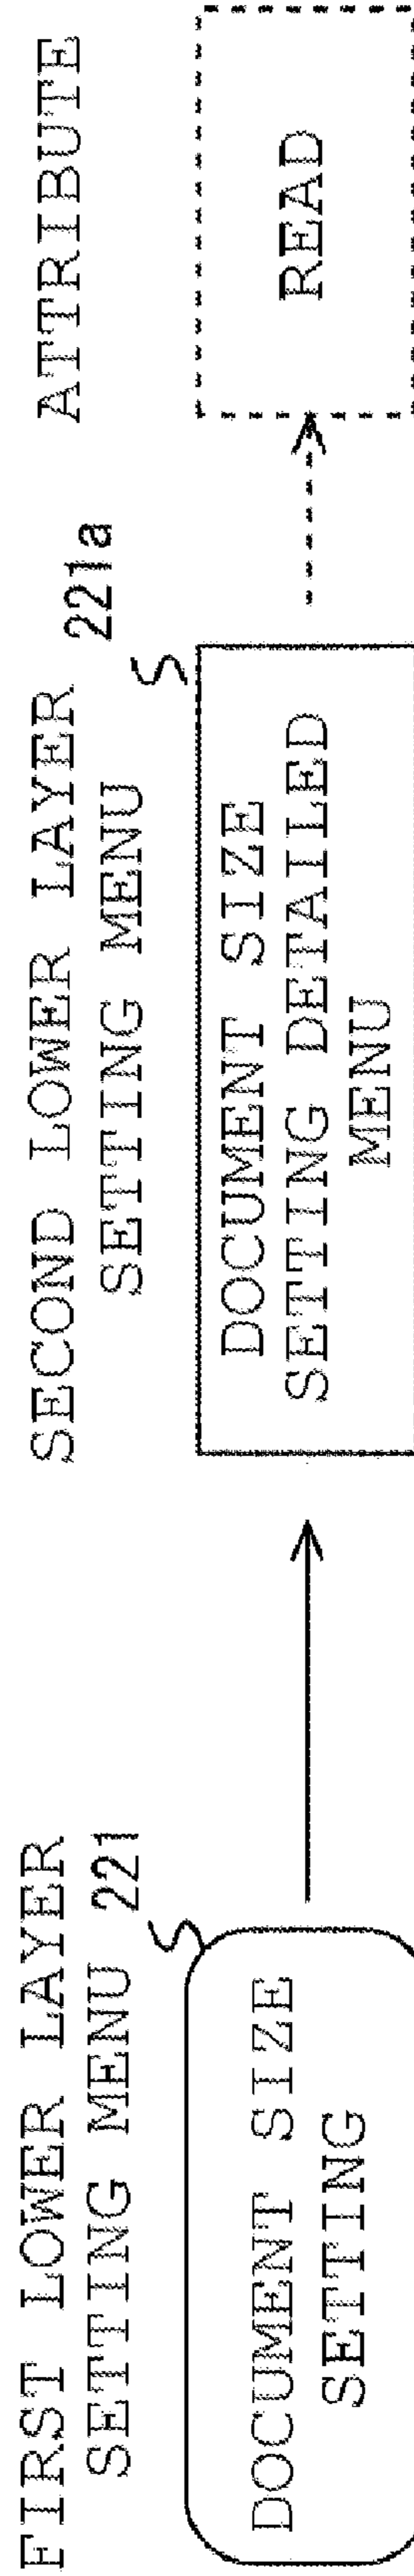 FIRST LOWER LAYER
SETTING MENU 221
DOCUMENT SIZE
SETTING
SECOND LOWER LAYER
SETTING MENU
221a
DOCUMENT SIZE
SETTING DETAILED
MENU
ATTRIBUTE
READ